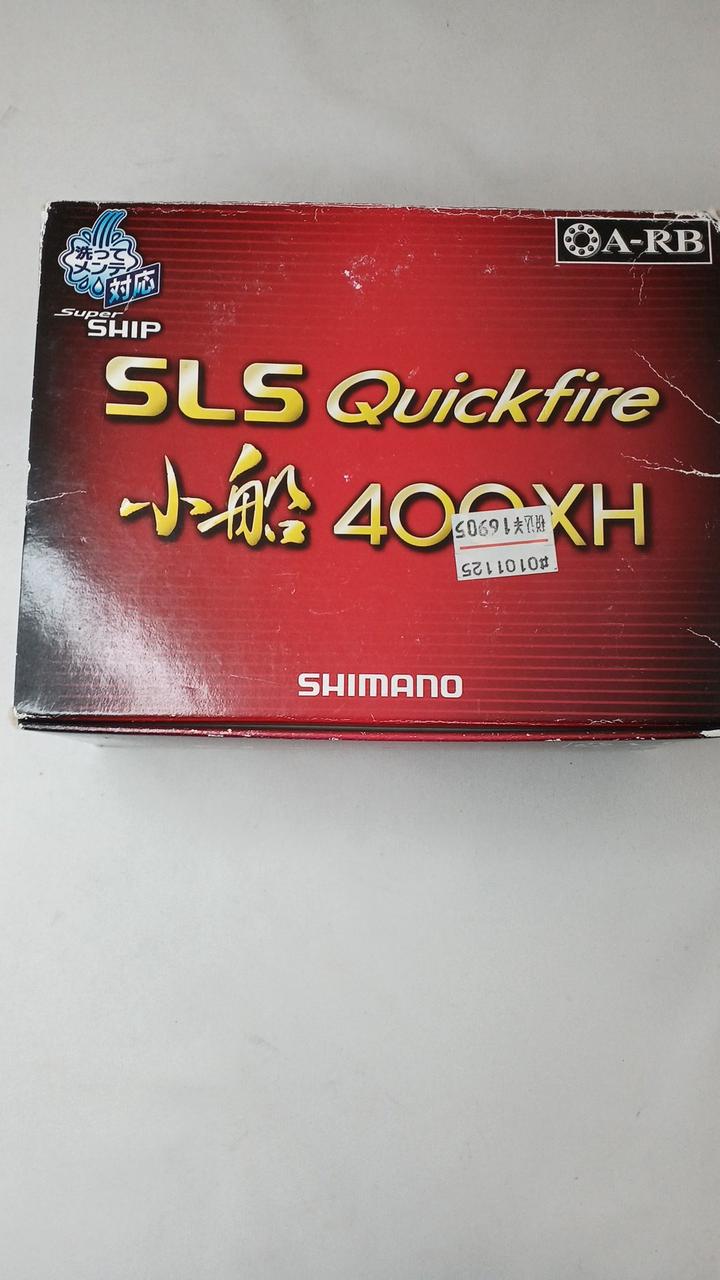 洗って
メンテ
対応
A-RB
Super
SHIP
SLS Quickfire
小船 400XH
税込¥16905
#0101125
SHIMANO